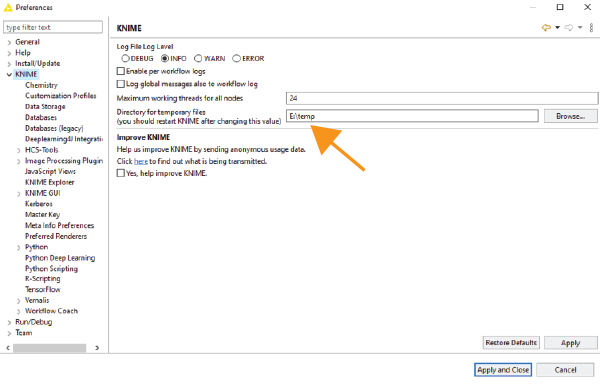 Preferences
type filter text
General
Help
Install/Update
KNIME
Chemistry
Customization Profiles
Data Storage
Databases
Databases (legacy)
Deeplearning4J Integratio
HCS-Tools
Image Processing Plugin
JavaScript Views
KNIME Explorer
KNIME GUI
Kerberos
Master Key
Meta Info Preferences
Preferred Renderers
Python
Python Deep Learning
Python Scripting
R-Scripting
TensorFlow
Vernalis
Workflow Coach
Run/Debug
Team
KNIME
Log File Log Level
DEBUG INFO WARN ERROR
Enable per workflow logs
Log global messages also to workflow log
Maximum working threads for all nodes 24
Directory for temporary files
(you should restart KNIME after changing this value) E:\temp Browse...
Improve KNIME
Help us improve KNIME by sending anonymous usage data.
Click here to find out what is being transmitted.
Yes, help improve KNIME.
Restore Defaults Apply
Apply and Close Cancel